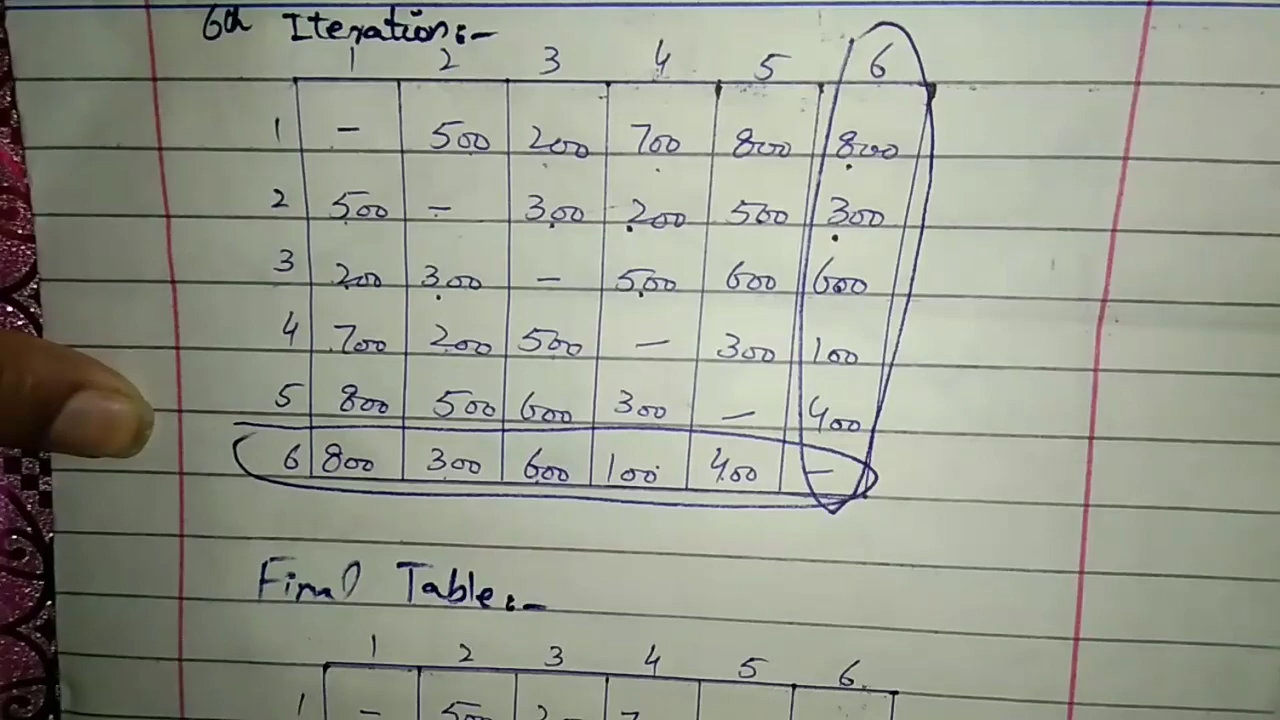 6th Iteration:-
1 2 3 4 5 6
1 - 500 200 700 800 800
2 500 - 300 200 500 300
3 200 300 - 500 600 600
4 700 200 500 - 300 100
5 800 500 600 300 - 400
6 800 300 600 100 400 -
Final Table:-
1 2 3 4 5 6
1 - 500